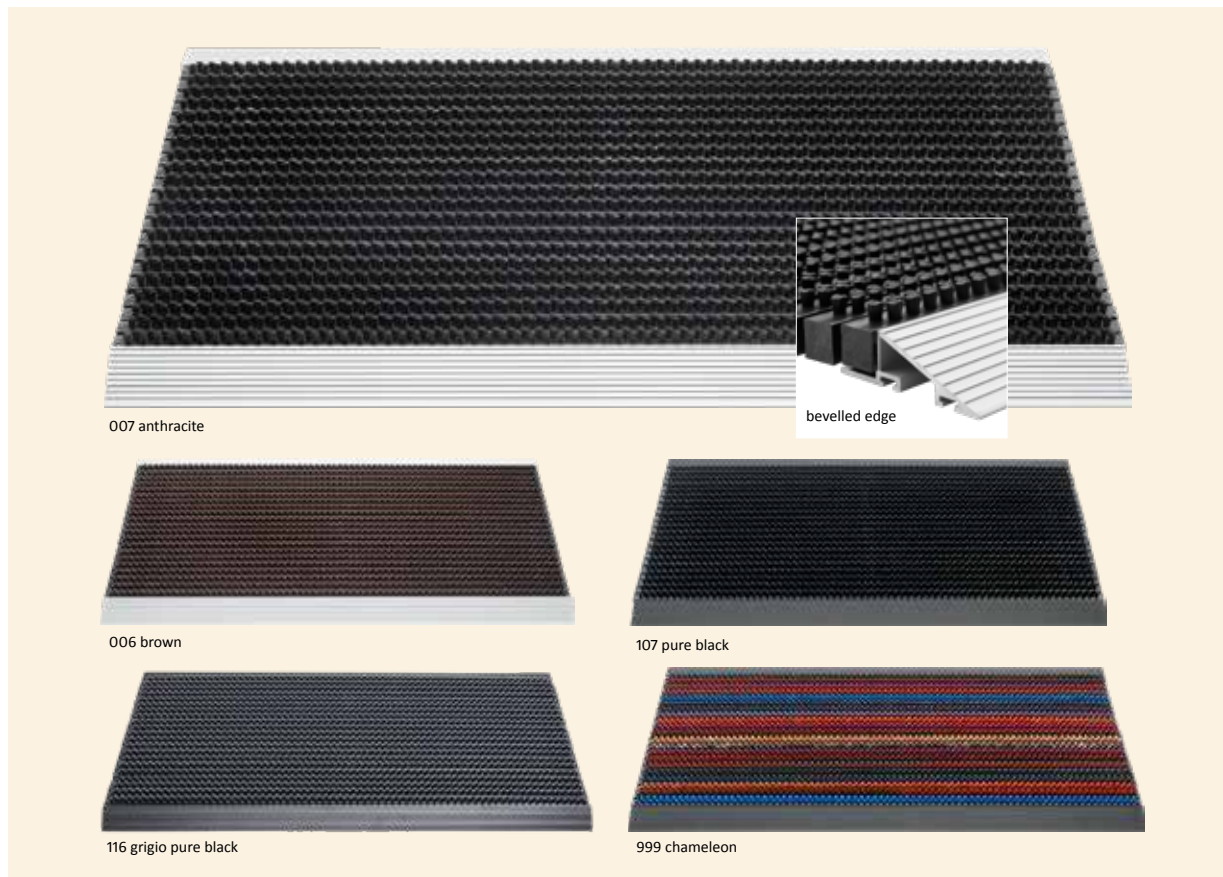 bevelled edge
007 anthracite
006 brown
107 pure black
116 grigio pure black
999 chameleon